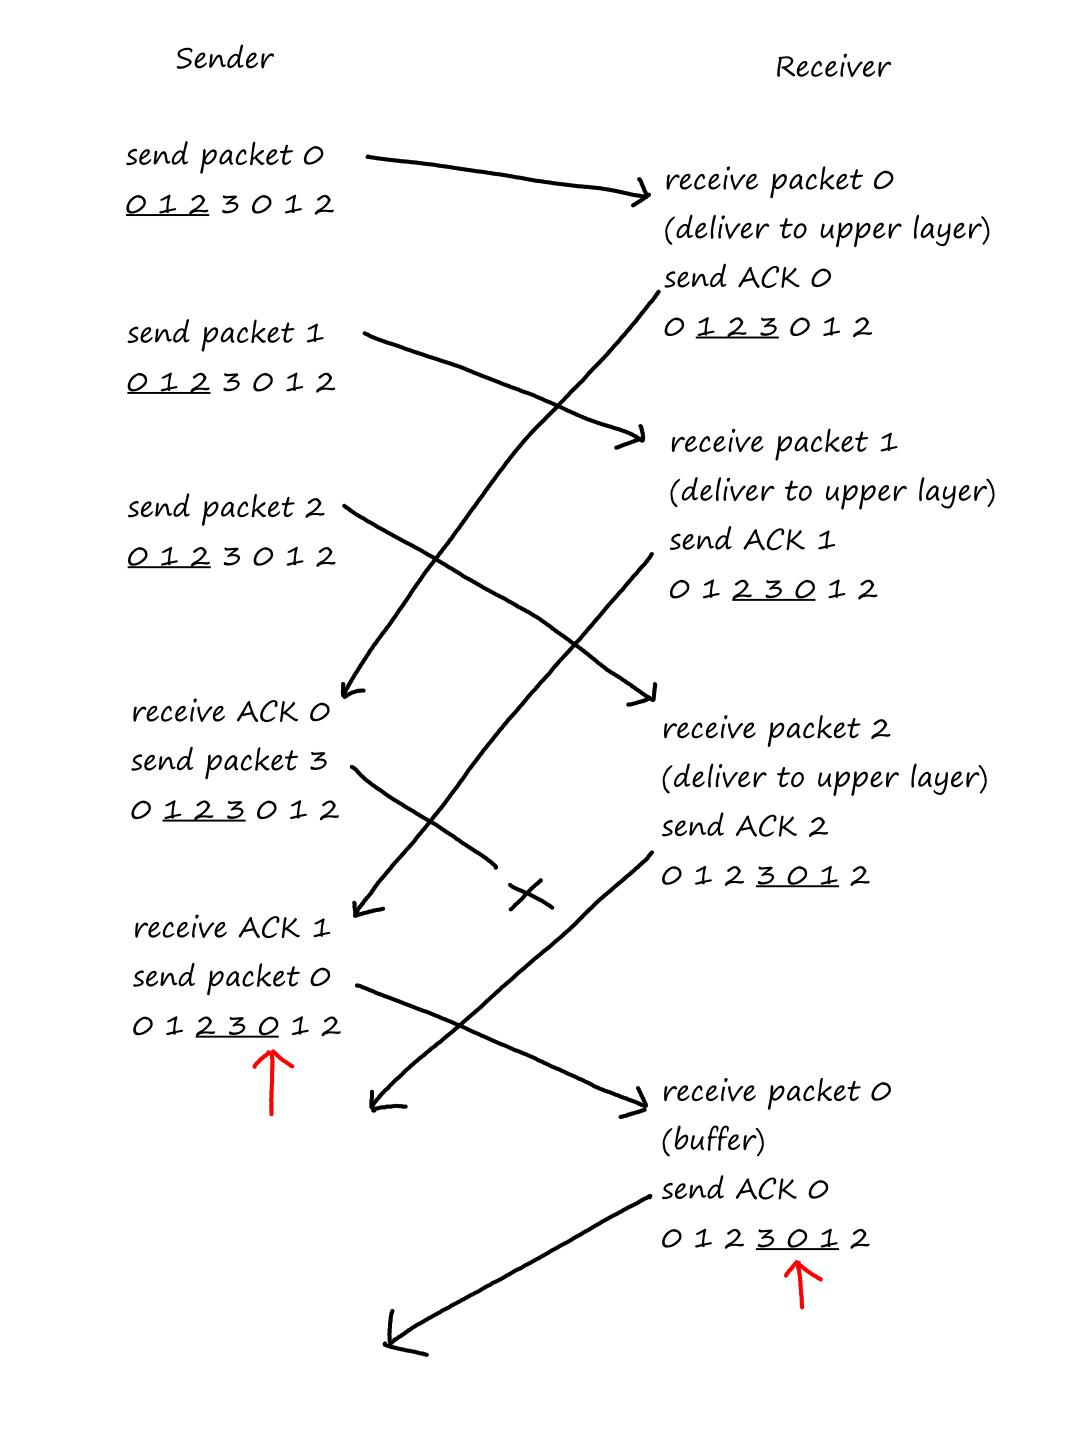 Sender
Receiver
send packet 0
0 1 2 3 0 1 2
receive packet 0
(deliver to upper layer)
send ACK 0
0 1 2 3 0 1 2
send packet 1
0 1 2 3 0 1 2
receive packet 1
(deliver to upper layer)
send ACK 1
0 1 2 3 0 1 2
send packet 2
0 1 2 3 0 1 2
receive ACK 0
send packet 3
0 1 2 3 0 1 2
receive packet 2
(deliver to upper layer)
send ACK 2
0 1 2 3 0 1 2
receive ACK 1
send packet 0
0 1 2 3 0 1 2
receive packet 0
(buffer)
send ACK 0
0 1 2 3 0 1 2